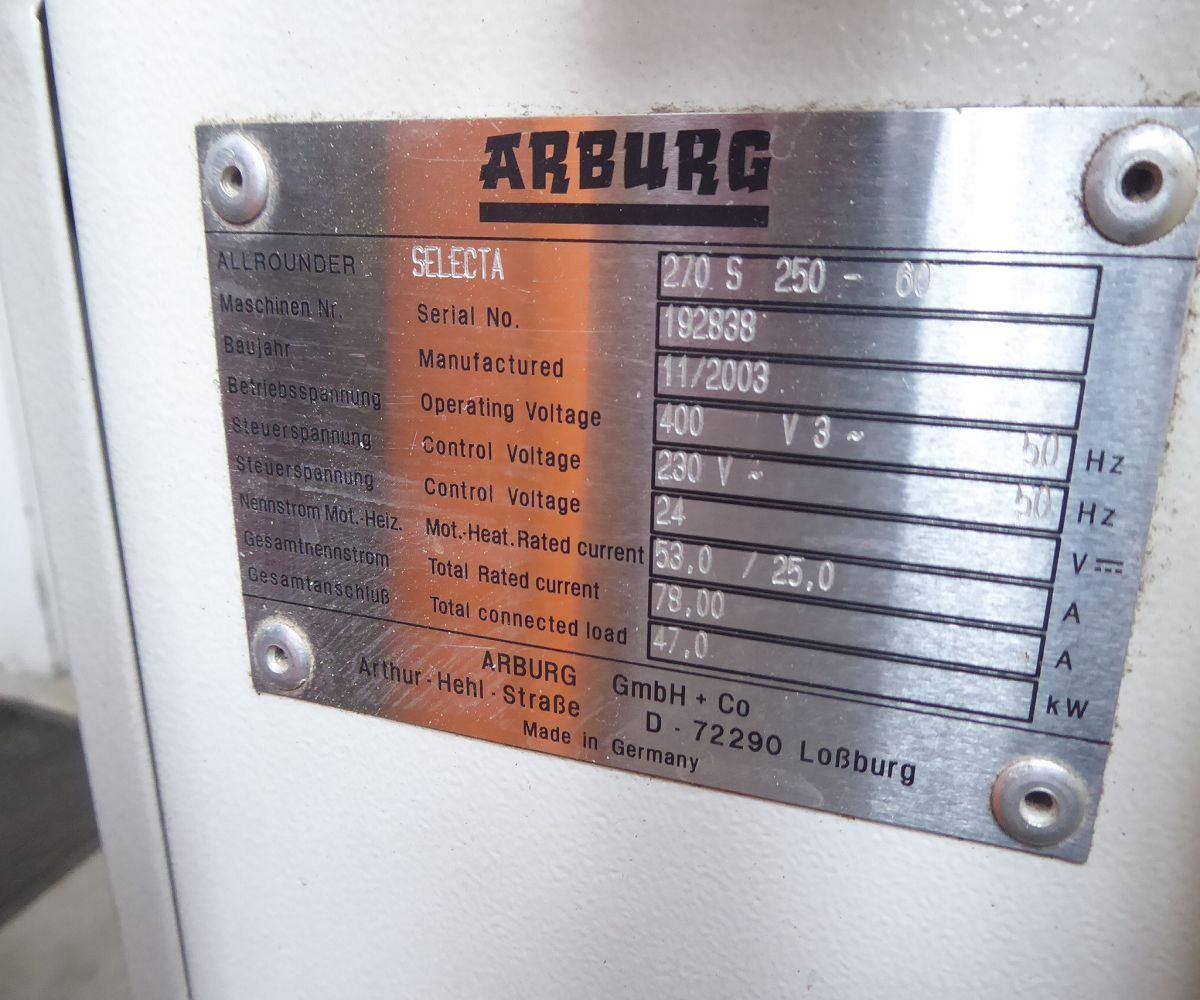 ARBURG
ALLROUNDER SELECTA 270 S 250 - 60
Maschinen Nr. Serial No. 192838
Baujahr Manufactured 11/2003
Betriebsspannung Operating Voltage 400 V 3 ~ 50 Hz
Steuerspannung Control Voltage 230 V ~ 50 Hz
Steuerspannung Control Voltage 24 V ⎓
Nennstrom Mot.-Heiz. Mot.-Heat. Rated current 53,0 / 25,0 A
Gesamtnennstrom Total Rated current 78,00 A
Gesamtanschluß Total connected load 47,0 kW
ARBURG GmbH + Co
Arthur - Hehl - Straße D - 72290 Loßburg
Made in Germany